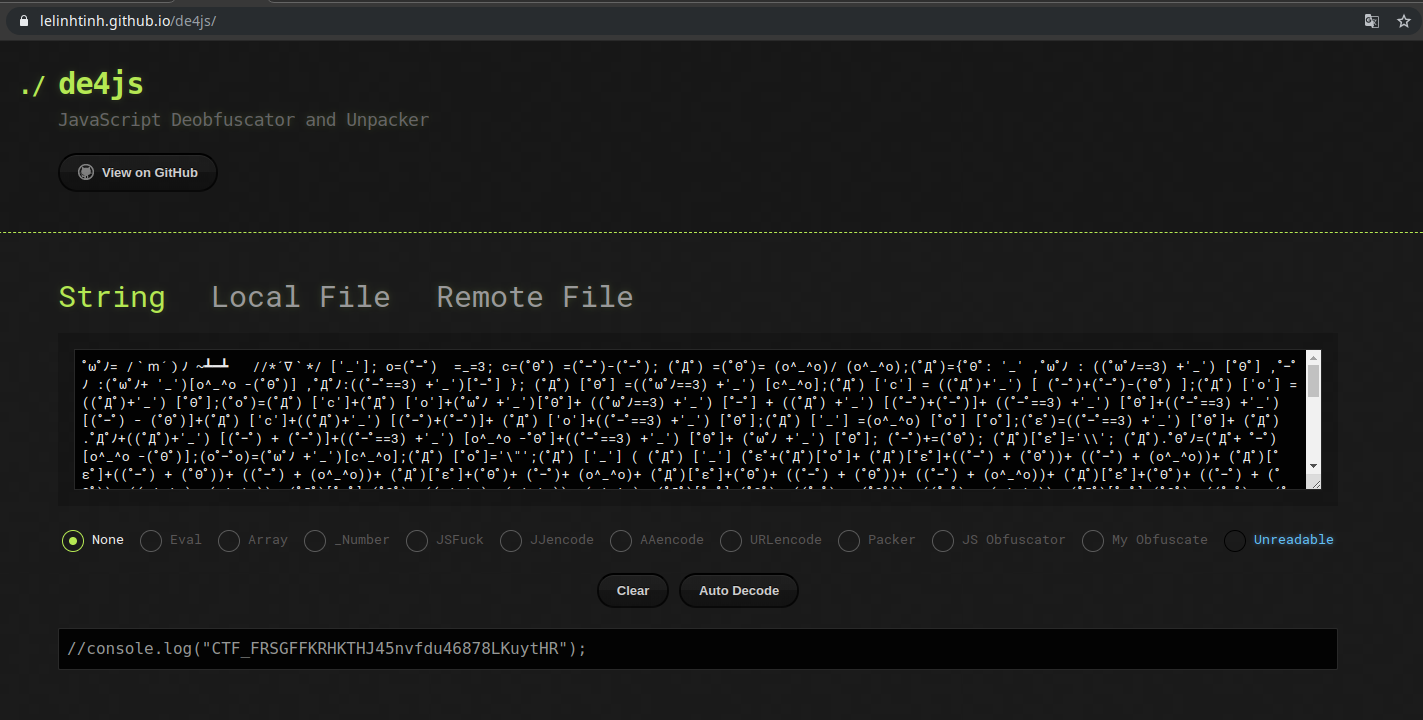 lelinhtinh.github.io/de4js/
./ de4js
JavaScript Deobfuscator and Unpacker
View on GitHub
String Local File Remote File
ﾟωﾟﾉ= /｀ｍ´）ﾉ ~┻━┻   //*´∇｀*/ ['_']; o=(ﾟｰﾟ)  =_=3; c=(ﾟΘﾟ) =(ﾟｰﾟ)-(ﾟｰﾟ); (ﾟДﾟ) =(ﾟΘﾟ)= (o^_^o)/ (o^_^o);(ﾟДﾟ)={ﾟΘﾟ: '_' ,ﾟωﾟﾉ : ((ﾟωﾟﾉ==3) +'_') [ﾟΘﾟ] ,ﾟｰﾟ
ﾉ :(ﾟωﾟﾉ+ '_')[o^_^o -(ﾟΘﾟ)] ,ﾟДﾟﾉ:((ﾟｰﾟ==3) +'_')[ﾟｰﾟ] }; (ﾟДﾟ) [ﾟΘﾟ] =((ﾟωﾟﾉ==3) +'_') [c^_^o];(ﾟДﾟ) ['c'] = ((ﾟДﾟ)+'_') [ (ﾟｰﾟ)+(ﾟｰﾟ)-(ﾟΘﾟ) ];(ﾟДﾟ) ['o'] =
((ﾟДﾟ)+'_') [ﾟΘﾟ];(ﾟoﾟ)=(ﾟДﾟ) ['c']+(ﾟДﾟ) ['o']+(ﾟωﾟﾉ +'_')[ﾟΘﾟ]+ ((ﾟωﾟﾉ==3) +'_') [ﾟｰﾟ] + ((ﾟДﾟ) +'_') [(ﾟｰﾟ)+(ﾟｰﾟ)]+ ((ﾟｰﾟ==3) +'_') [ﾟΘﾟ]+((ﾟｰﾟ==3) +'_')
[(ﾟｰﾟ) - (ﾟΘﾟ)]+(ﾟДﾟ) ['c']+((ﾟДﾟ)+'_') [(ﾟｰﾟ)+(ﾟｰﾟ)]+ (ﾟДﾟ) ['o']+((ﾟｰﾟ==3) +'_') [ﾟΘﾟ];(ﾟДﾟ) ['_'] =(o^_^o) [ﾟoﾟ] [ﾟoﾟ];(ﾟεﾟ)=((ﾟｰﾟ==3) +'_') [ﾟΘﾟ]+ (ﾟДﾟ)
.ﾟДﾟﾉ+((ﾟДﾟ)+'_') [(ﾟｰﾟ) + (ﾟｰﾟ)]+((ﾟｰﾟ==3) +'_') [o^_^o -ﾟΘﾟ]+((ﾟｰﾟ==3) +'_') [ﾟΘﾟ]+ (ﾟωﾟﾉ +'_') [ﾟΘﾟ]; (ﾟｰﾟ)+=(ﾟΘﾟ); (ﾟДﾟ)[ﾟεﾟ]='\\'; (ﾟДﾟ).ﾟΘﾟﾉ=(ﾟДﾟ+ ﾟｰﾟ)
[o^_^o -(ﾟΘﾟ)];(oﾟｰﾟo)=(ﾟωﾟﾉ +'_')[c^_^o];(ﾟДﾟ) [ﾟoﾟ]='\"';(ﾟДﾟ) ['_'] ( (ﾟДﾟ) ['_'] (ﾟεﾟ+(ﾟДﾟ)[ﾟoﾟ]+ (ﾟДﾟ)[ﾟεﾟ]+((ﾟｰﾟ) + (ﾟΘﾟ))+ ((ﾟｰﾟ) + (o^_^o))+ (ﾟДﾟ)[ﾟ
εﾟ]+((ﾟｰﾟ) + (ﾟΘﾟ))+ ((ﾟｰﾟ) + (o^_^o))+ (ﾟДﾟ)[ﾟεﾟ]+(ﾟΘﾟ)+ (ﾟｰﾟ)+ (o^_^o)+ (ﾟДﾟ)[ﾟεﾟ]+(ﾟΘﾟ)+ ((ﾟｰﾟ) + (ﾟΘﾟ))+ ((ﾟｰﾟ) + (o^_^o))+ (ﾟДﾟ)[ﾟεﾟ]+(ﾟΘﾟ)+ ((ﾟｰﾟ) + (
None Eval Array _Number JSFuck JJencode AAencode URLencode Packer JS Obfuscator My Obfuscate Unreadable
Clear Auto Decode
//console.log("CTF_FRSGFFKRHKTHJ45nvfdu46878LKuytHR");